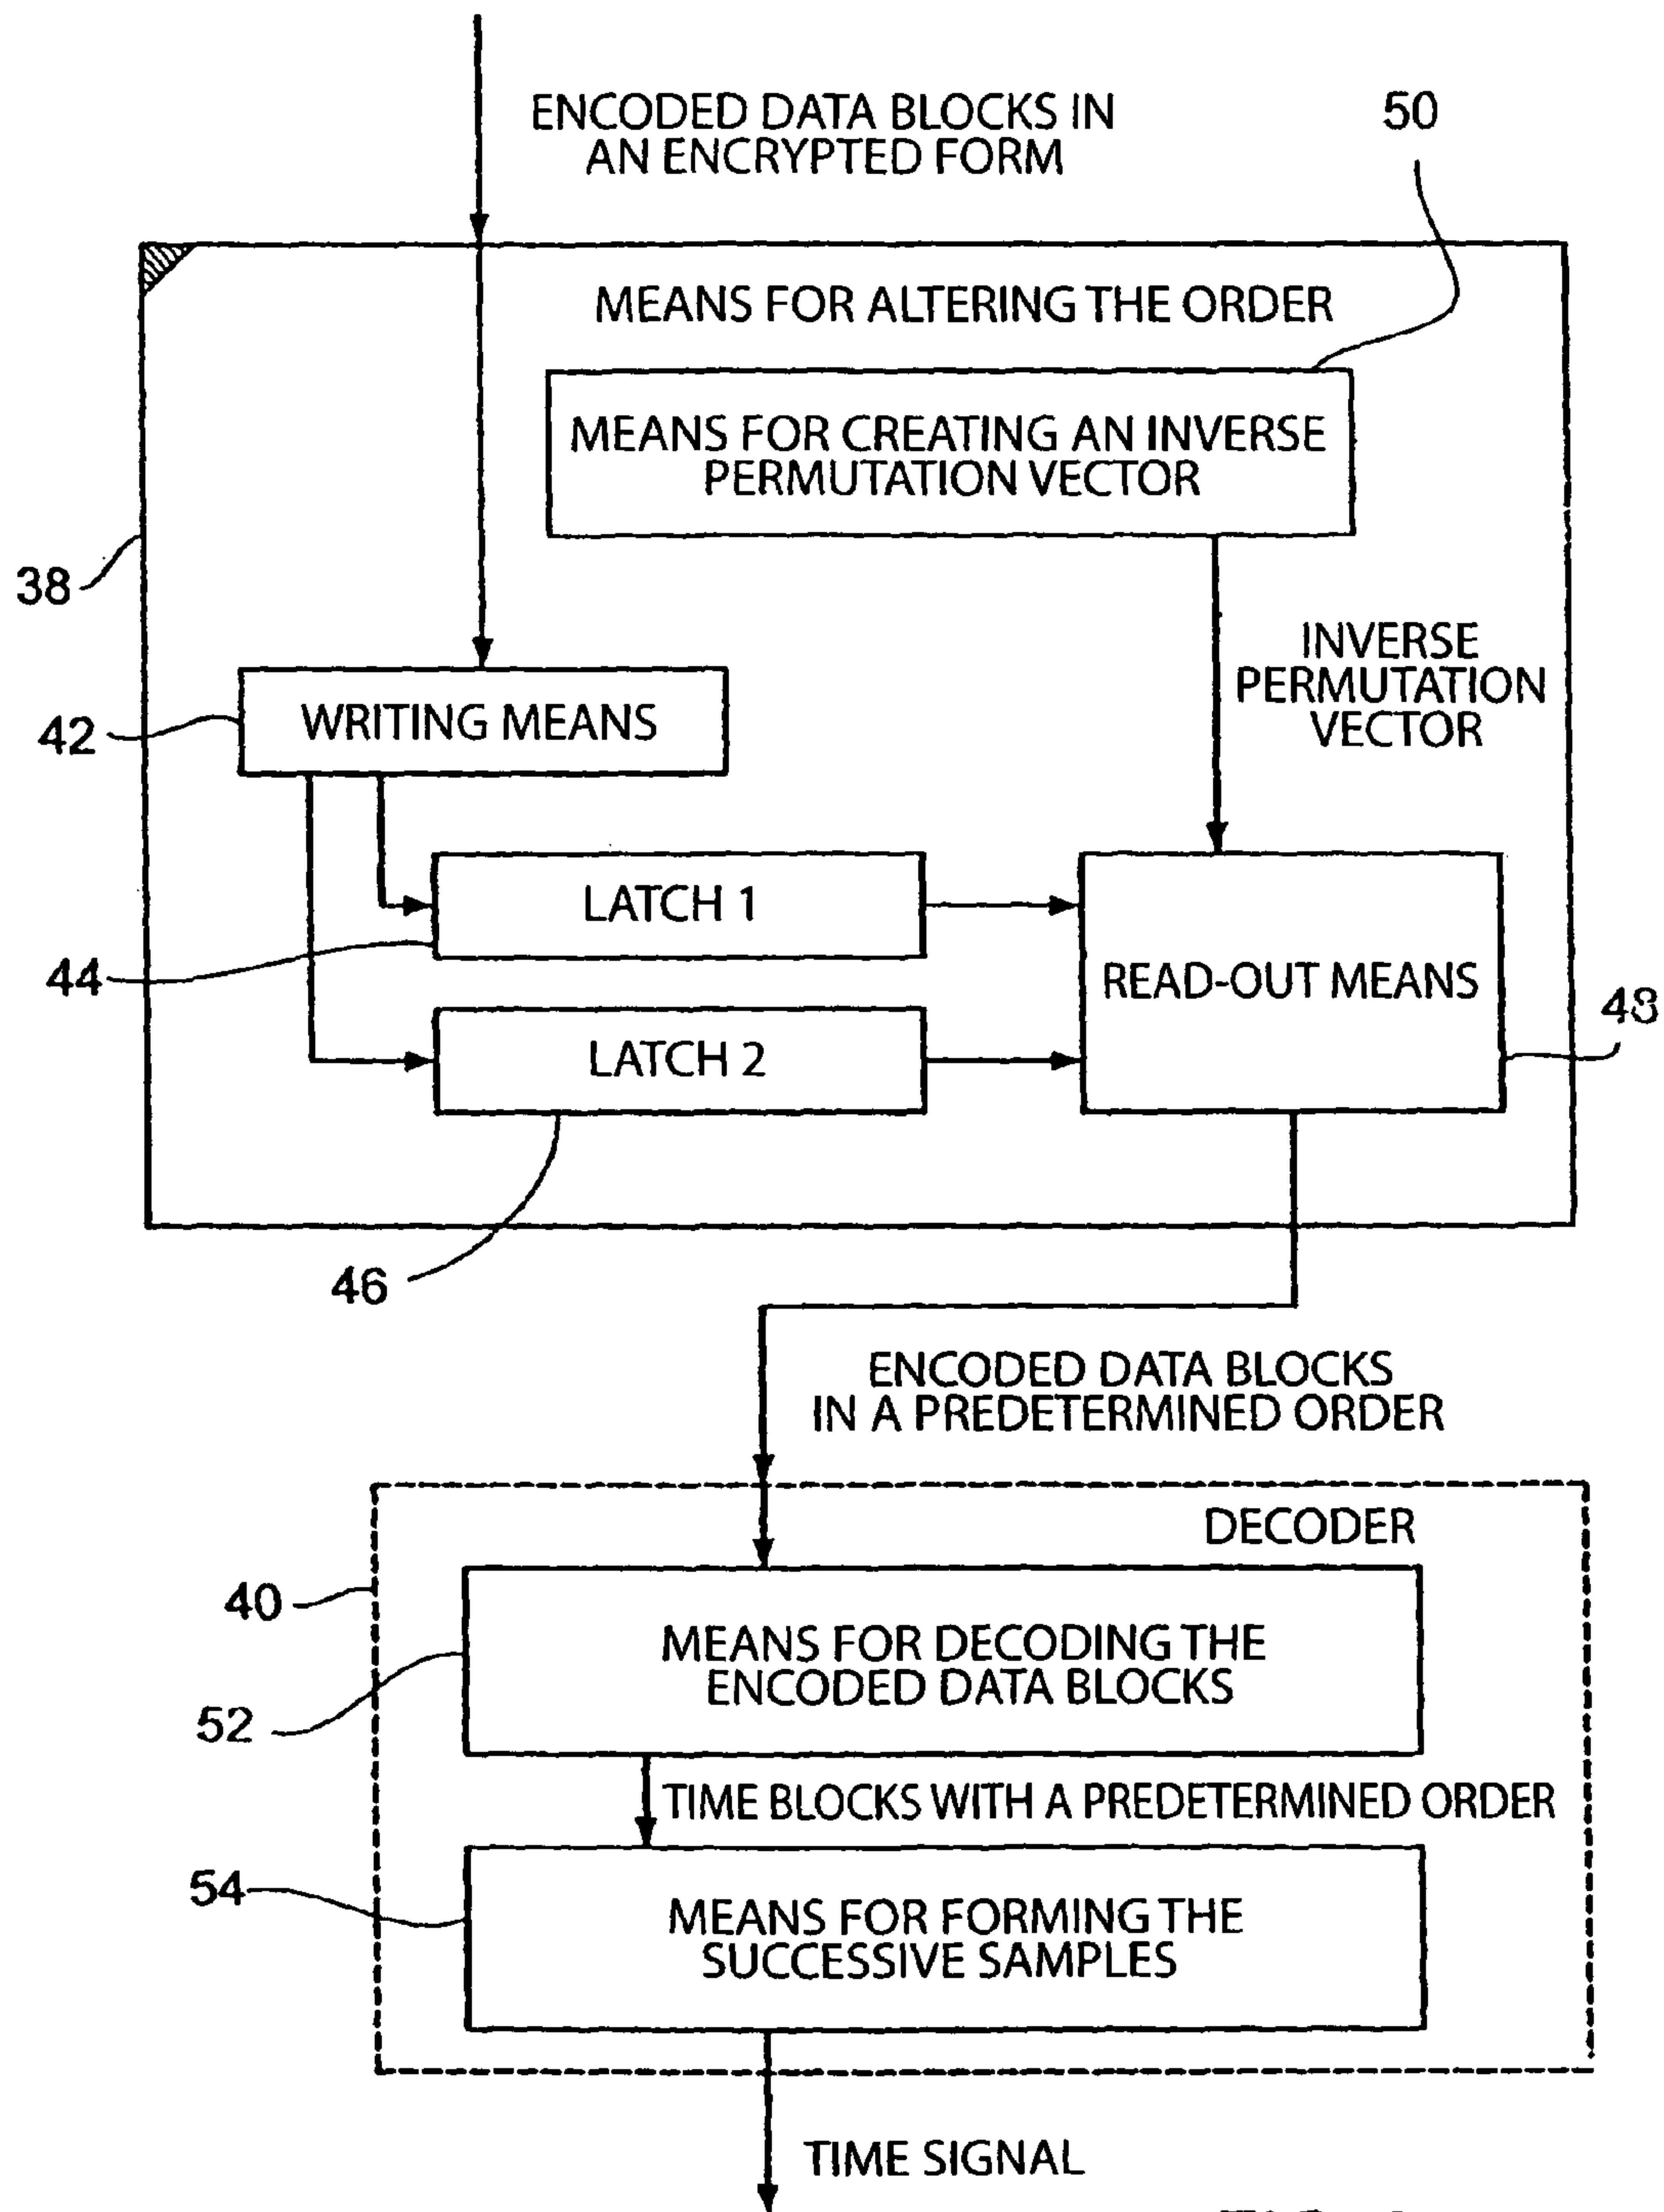 ENCODED DATA BLOCKS IN
AN ENCRYPTED FORM
50
MEANS FOR ALTERING THE ORDER
MEANS FOR CREATING AN INVERSE
PERMUTATION VECTOR
38
INVERSE
PERMUTATION
VECTOR
42
WRITING MEANS
LATCH 1
44
READ-OUT MEANS
48
LATCH 2
46
ENCODED DATA BLOCKS
IN A PREDETERMINED ORDER
DECODER
40
MEANS FOR DECODING THE
ENCODED DATA BLOCKS
52
TIME BLOCKS WITH A PREDETERMINED ORDER
54
MEANS FOR FORMING THE
SUCCESSIVE SAMPLES
TIME SIGNAL